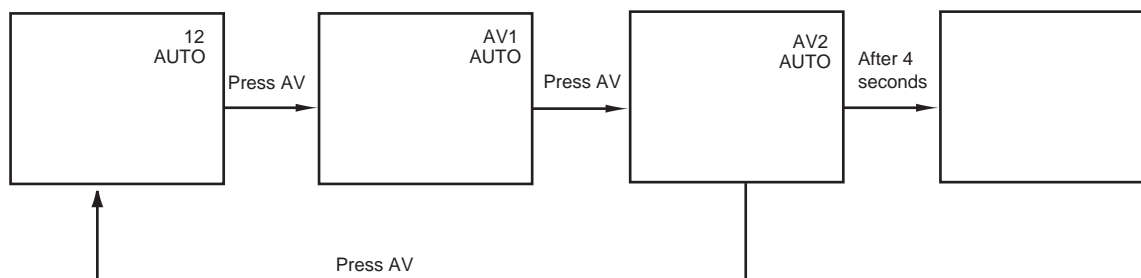 12
AUTO
Press AV
AV1
AUTO
Press AV
AV2
AUTO
After 4
seconds
Press AV